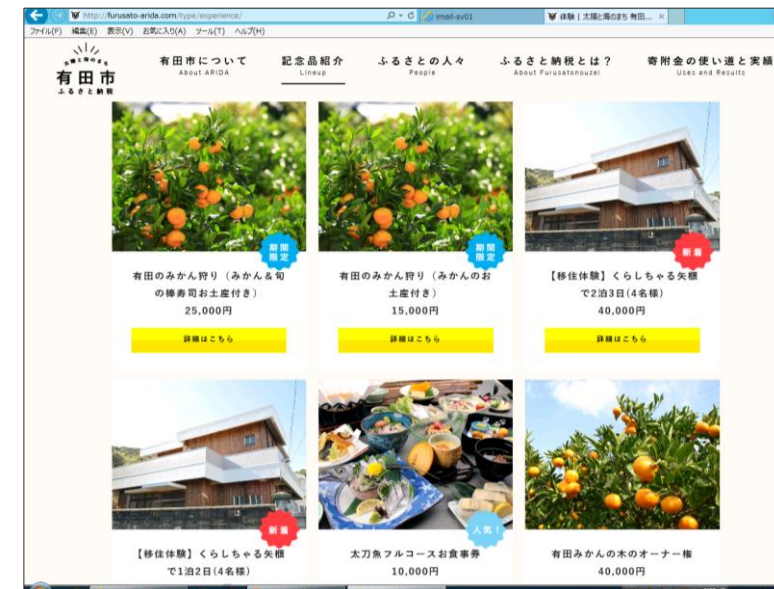 http://furusato-arida.com/type/experience/
imail-sv01
体験 | 太陽と海のまち 有田...
ファイル(F) 編集(E) 表示(V) お気に入り(A) ツール(T) ヘルプ(H)
太陽と海のまち
有田市
ふるさと納税
有田市について
About ARIDA
記念品紹介
Lineup
ふるさとの人々
People
ふるさと納税とは?
About Furusatonouzei
寄附金の使い道と実績
Uses and Results
期間
限定
有田のみかん狩り(みかん&旬
の棒寿司お土産付き)
25,000円
詳細はこちら
期間
限定
有田のみかん狩り(みかんのお
土産付き)
15,000円
詳細はこちら
新着
【移住体験】くらしちゃる矢櫃
で2泊3日(4名様)
40,000円
詳細はこちら
新着
【移住体験】くらしちゃる矢櫃
で1泊2日(4名様)
人気!
太刀魚フルコースお食事券
10,000円
有田みかんの木のオーナー権
40,000円